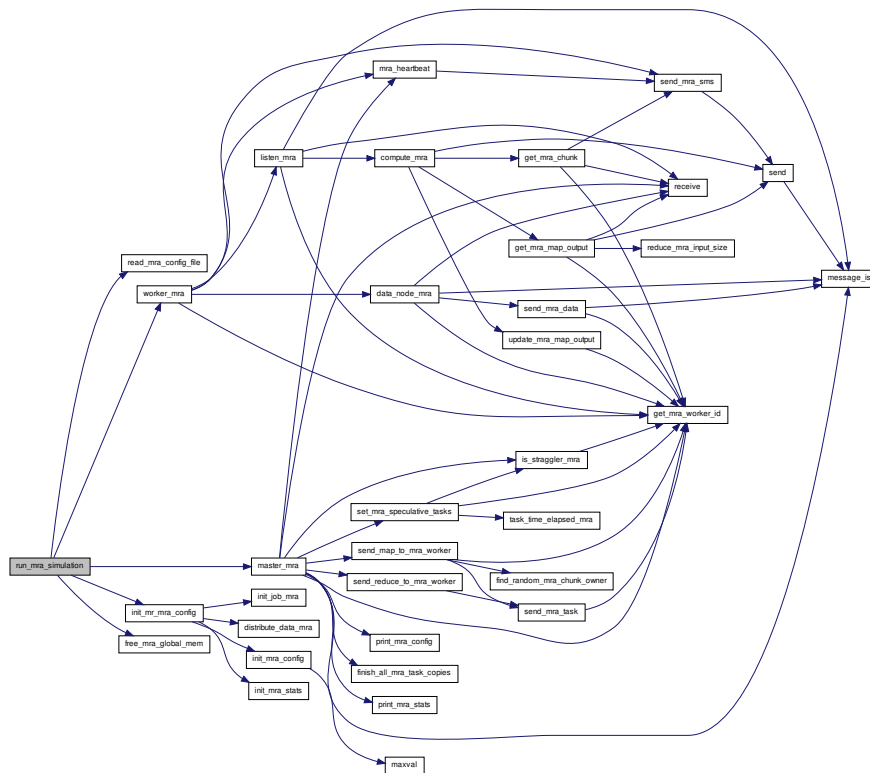 mra_heartbeat
send_mra_sms
listen_mra
compute_mra
get_mra_chunk
send
receive
get_mra_map_output
reduce_mra_input_size
read_mra_config_file
message_is
worker_mra
data_node_mra
send_mra_data
update_mra_map_output
get_mra_worker_id
is_straggler_mra
set_mra_speculative_tasks
task_time_elapsed_mra
run_mra_simulation
master_mra
send_map_to_mra_worker
find_random_mra_chunk_owner
send_reduce_to_mra_worker
init_job_mra
init_mr_mra_config
send_mra_task
distribute_data_mra
free_mra_global_mem
print_mra_config
init_mra_config
finish_all_mra_task_copies
init_mra_stats
print_mra_stats
maxval